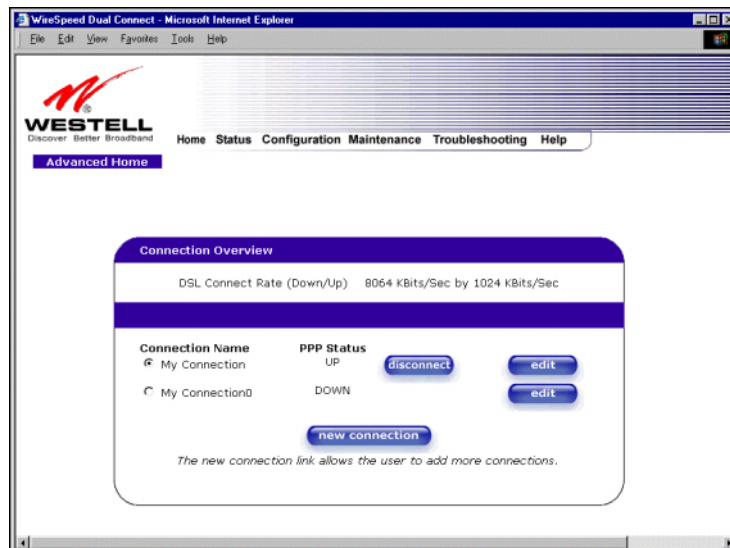 WireSpeed Dual Connect - Microsoft Internet Explorer
File Edit View Favorites Tools Help
WESTELL
Discover Better Broadband
Home Status Configuration Maintenance Troubleshooting Help
Advanced Home
Connection Overview
DSL Connect Rate (Down/Up) 8064 KBits/Sec by 1024 KBits/Sec
Connection Name PPP Status
My Connection UP disconnect edit
My Connection0 DOWN edit
new connection
The new connection link allows the user to add more connections.